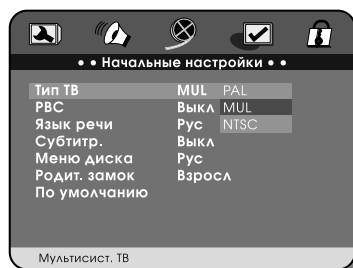 • • Начальные настройки • •
Тип ТВ MUL PAL
РВС Выкл MUL
Язык речи Рус NTSC
Субтитр. Выкл
Меню диска Рус
Родит. замок Взросл
По умолчанию
Мультисист. ТВ